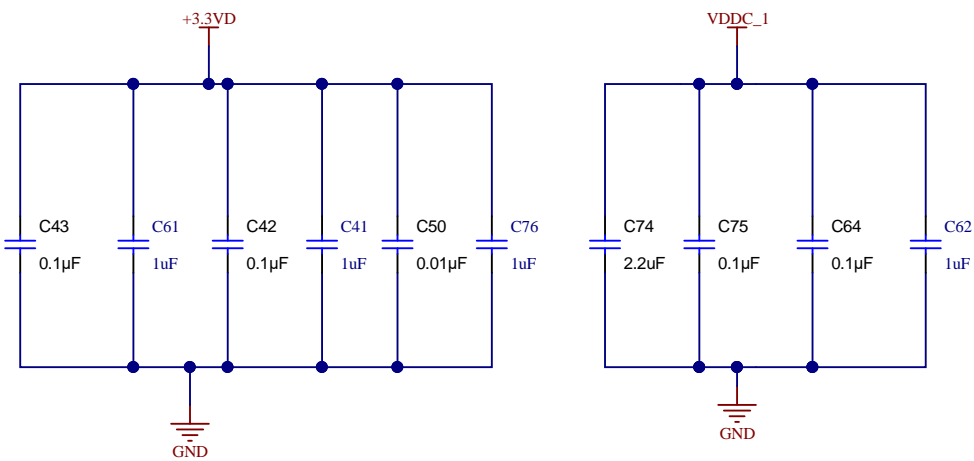 +3.3VD
VDDC_1
C43
C61
C42
C41
C50
C76
C74
C75
C64
C62
0.1µF
1uF
0.1µF
1uF
0.01µF
1uF
2.2uF
0.1µF
0.1µF
1uF
GND
GND